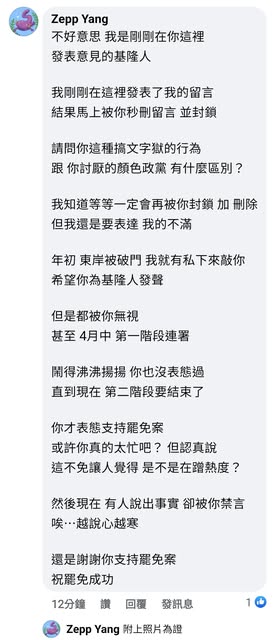 Zepp Yang
不好意思 我是剛剛在你這裡
發表意見的基隆人
我剛剛在這裡發表了我的留言
結果馬上被你秒刪留言 並封鎖
請問你這種搞文字獄的行為
跟 你討厭的顏色政黨 有什麼區別？
我知道等等一定會再被你封鎖 加 刪除
但我還是要表達 我的不滿
年初 東岸被破門 我就有私下來敲你
希望你為基隆人發聲
但是都被你無視
甚至 4月中 第一階段連署
鬧得沸沸揚揚 你也沒表態過
直到現在 第二階段要結束了
你才表態支持罷免案
或許你真的太忙吧？ 但認真說
這不免讓人覺得 是不是在蹭熱度？
然後現在 有人說出事實 卻被你禁言
唉⋯越說心越寒
還是謝謝你支持罷免案
祝罷免成功
12分鐘 讚 回覆 發訊息 1
Zepp Yang 附上照片為證